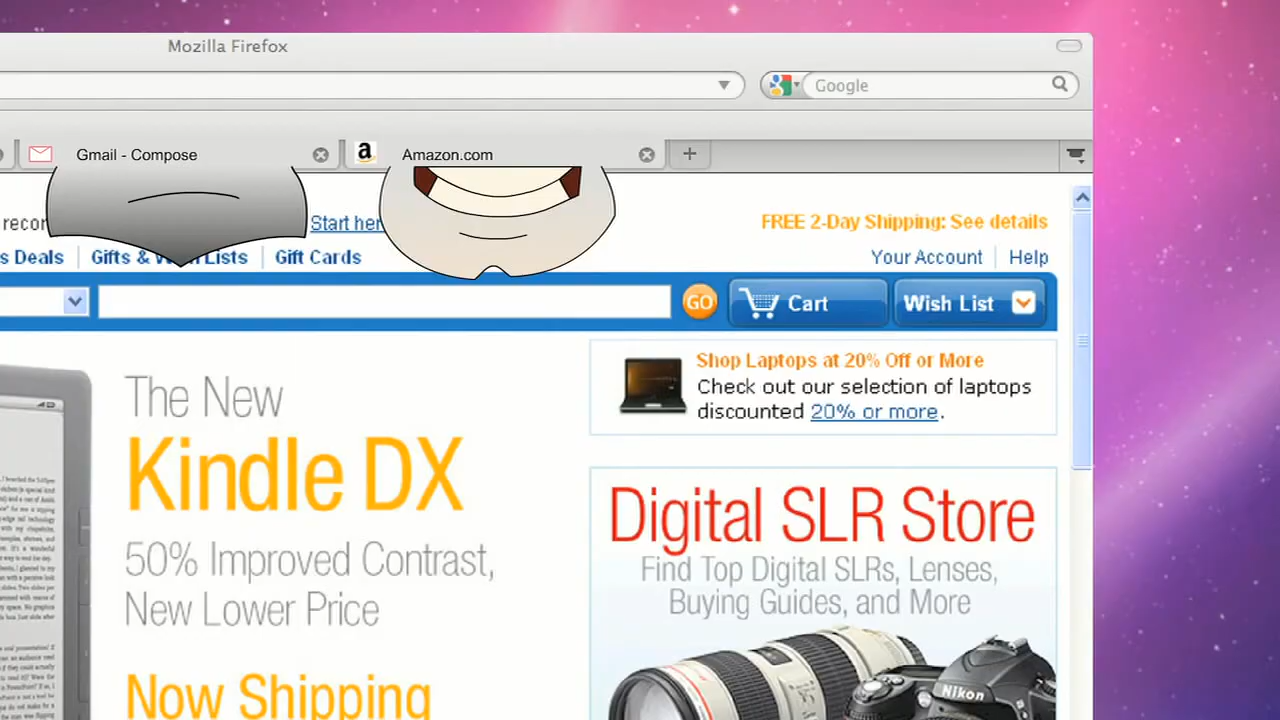 Mozilla Firefox
Google
Gmail - Compose
a
Amazon.com
recor
Start her
FREE 2-Day Shipping: See details
s Deals
Gifts & W
Lists
Gift Cards
Your Account
Help
GO
Cart
Wish List
Shop Laptops at 20% Off or More
Check out our selection of laptops
discounted 20% or more.
The New
Kindle DX
50% Improved Contrast,
New Lower Price
Now Shipping
Digital SLR Store
Find Top Digital SLRs, Lenses,
Buying Guides, and More
Nikon